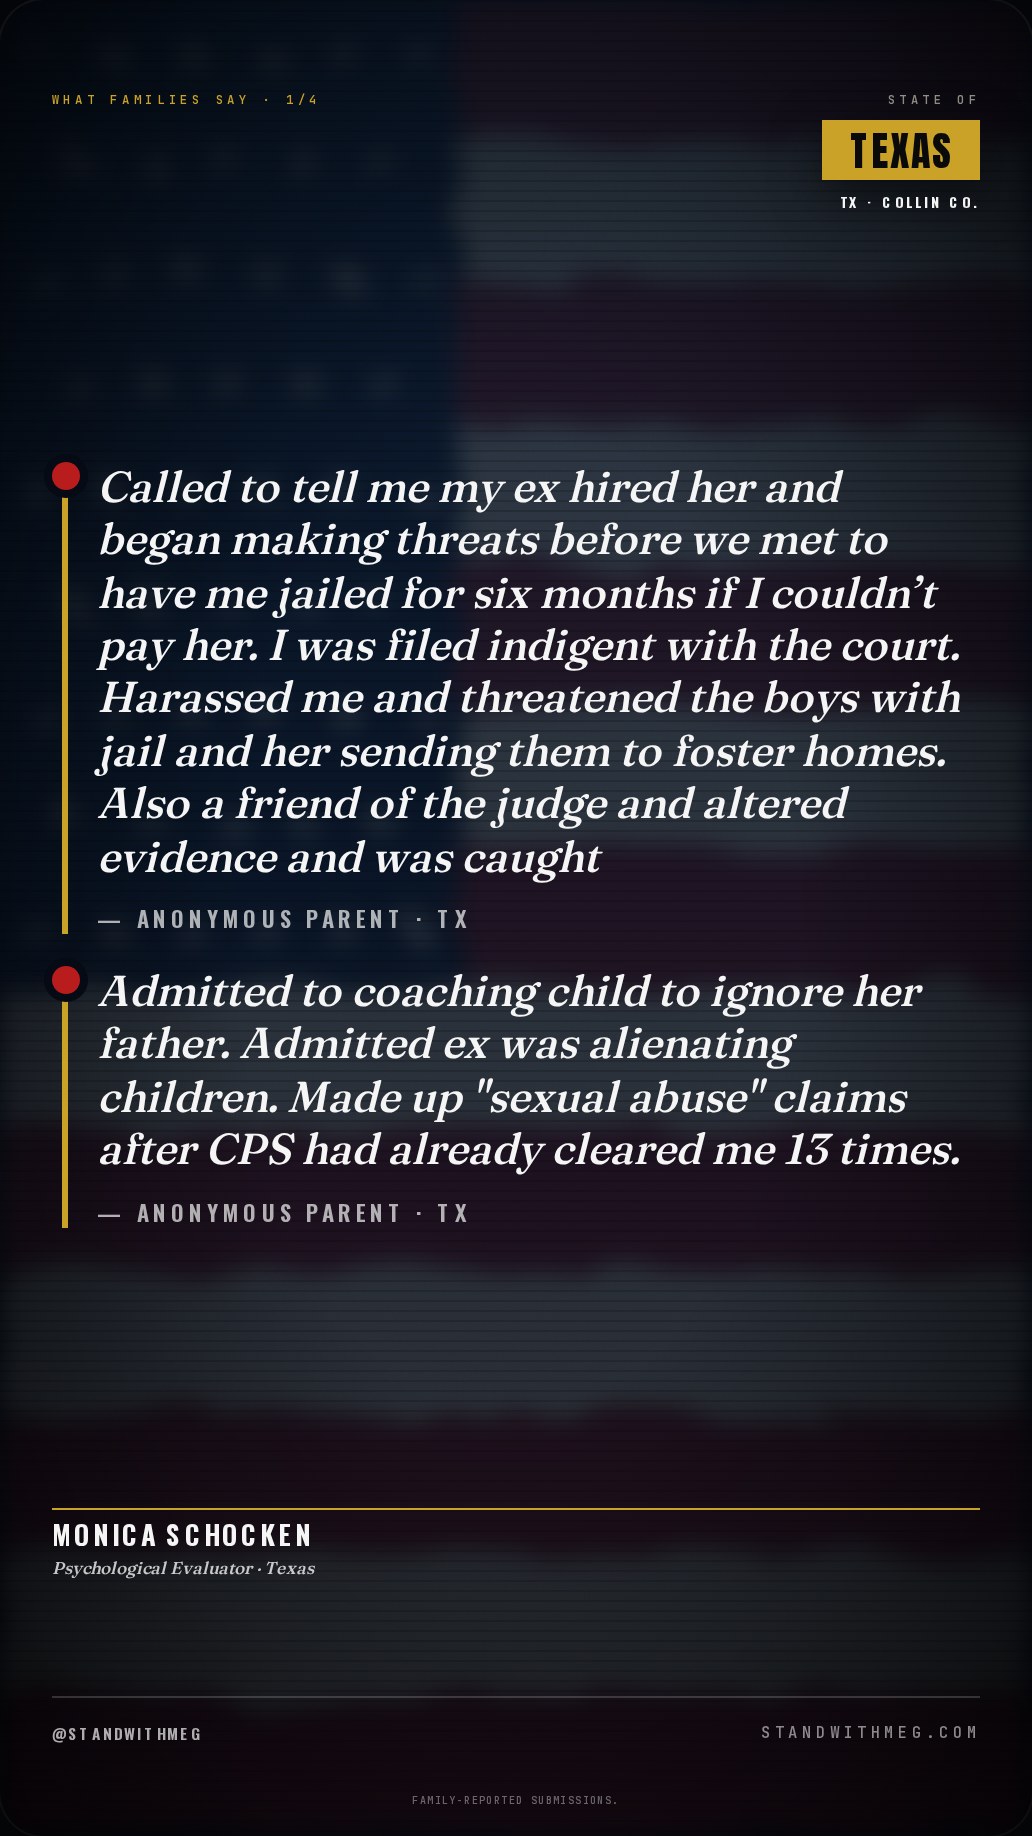 WHAT FAMILIES SAY · 1/4
STATE OF
TEXAS
TX · COLLIN CO.
Called to tell me my ex hired her and
began making threats before we met to
have me jailed for six months if I couldn’t
pay her. I was filed indigent with the court.
Harassed me and threatened the boys with
jail and her sending them to foster homes.
Also a friend of the judge and altered
evidence and was caught
— ANONYMOUS PARENT · TX
Admitted to coaching child to ignore her
father. Admitted ex was alienating
children. Made up "sexual abuse" claims
after CPS had already cleared me 13 times.
— ANONYMOUS PARENT · TX
MONICA SCHOCKEN
Psychological Evaluator · Texas
@STANDWITHMEG
STANDWITHMEG.COM
FAMILY-REPORTED SUBMISSIONS.